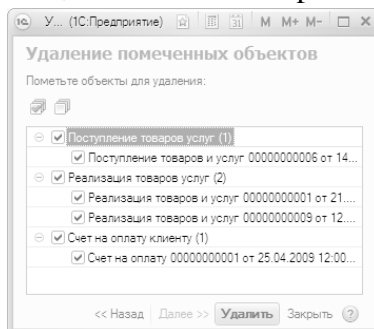 У... (1С:Предприятие) 31 M M+ M-
Удаление помеченных объектов
Пометьте объекты для удаления:
Поступление товаров услуг (1)
Поступление товаров и услуг 00000000006 от 14...
Реализация товаров услуг (2)
Реализация товаров и услуг 00000000001 от 21....
Реализация товаров и услуг 00000000009 от 12....
Счет на оплату клиенту (1)
Счет на оплату 00000000001 от 25.04.2009 12:00...
<< Назад Далее >> Удалить Закрыть ?